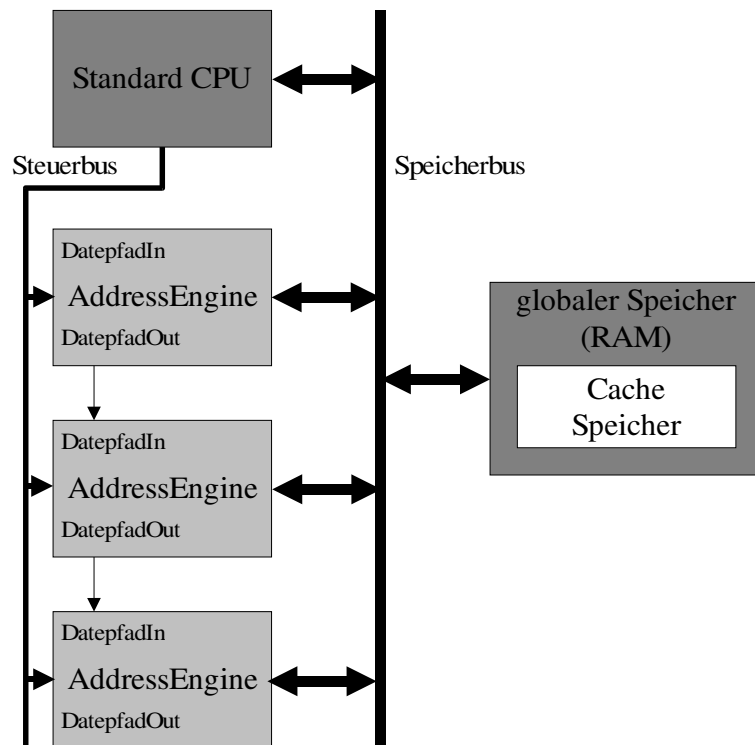 Standard CPU
Steuerbus
Speicherbus
DatepfadIn
AddressEngine
DatepfadOut
globaler Speicher
(RAM)
Cache
Speicher
DatepfadIn
AddressEngine
DatepfadOut
DatepfadIn
AddressEngine
DatepfadOut